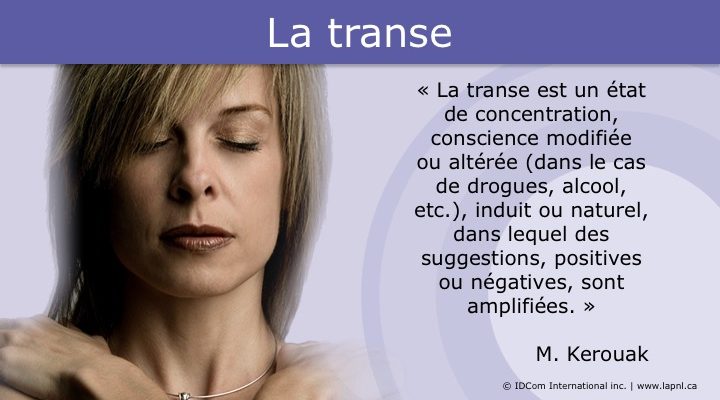 La transe
« La transe est un état
de concentration,
conscience modifiée
ou altérée (dans le cas
de drogues, alcool,
etc.), induit ou naturel,
dans lequel des
suggestions, positives
ou négatives, sont
amplifiées. »
M. Kerouak
© IDCom International inc. | www.lapnl.ca